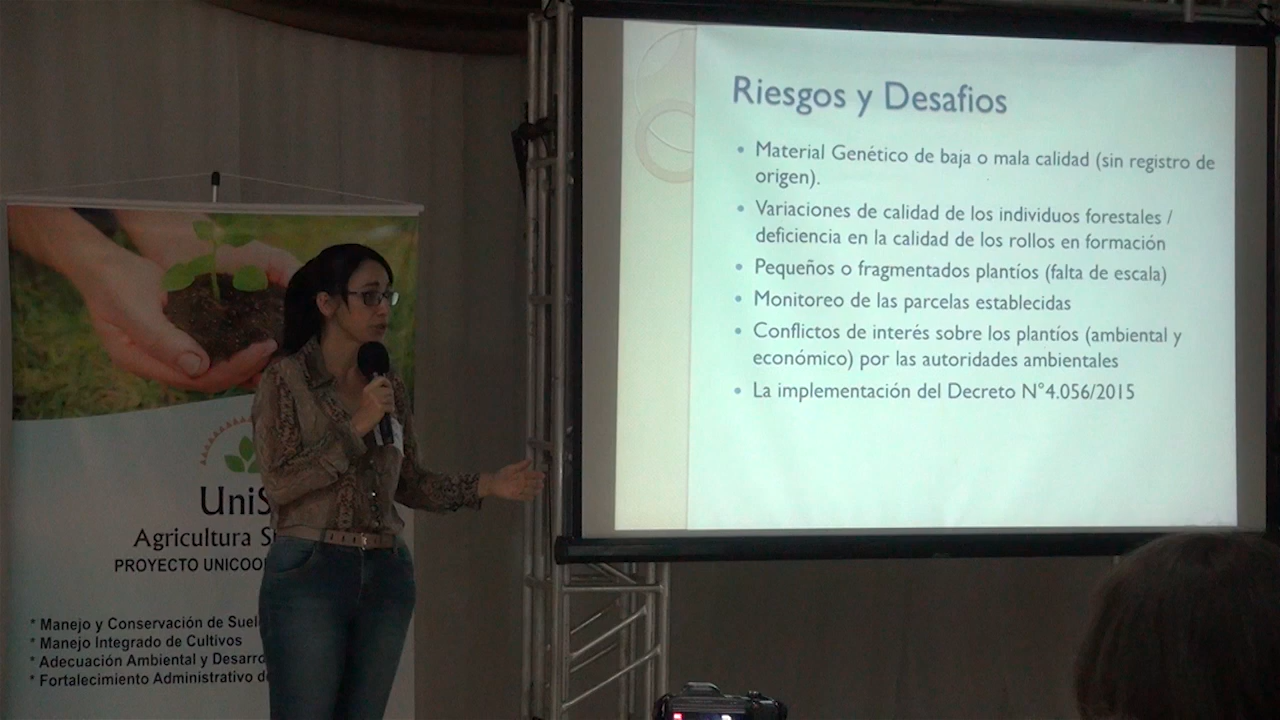 Riesgos y Desafios
• Material Genético de baja o mala calidad (sin registro de
origen).
• Variaciones de calidad de los individuos forestales /
deficiencia en la calidad de los rollos en formación
• Pequeños o fragmentados plantíos (falta de escala)
• Monitoreo de las parcelas establecidas
• Conflictos de interés sobre los plantíos (ambiental y
económico) por las autoridades ambientales
• La implementación del Decreto N°4.056/2015
Agricultura
PROYECTO
* Manejo y Conservación de
* Manejo Integrado de Cultivos
* Adecuación Ambiental y
* Fortalecimiento Administrativo